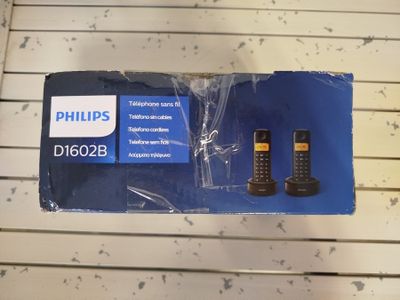 PHILIPS
D1602B
Téléphone sans fil
Teléfono sin cables
Telefono cordless
Telefone sem fios
Ασύρματο τηλέφωνο